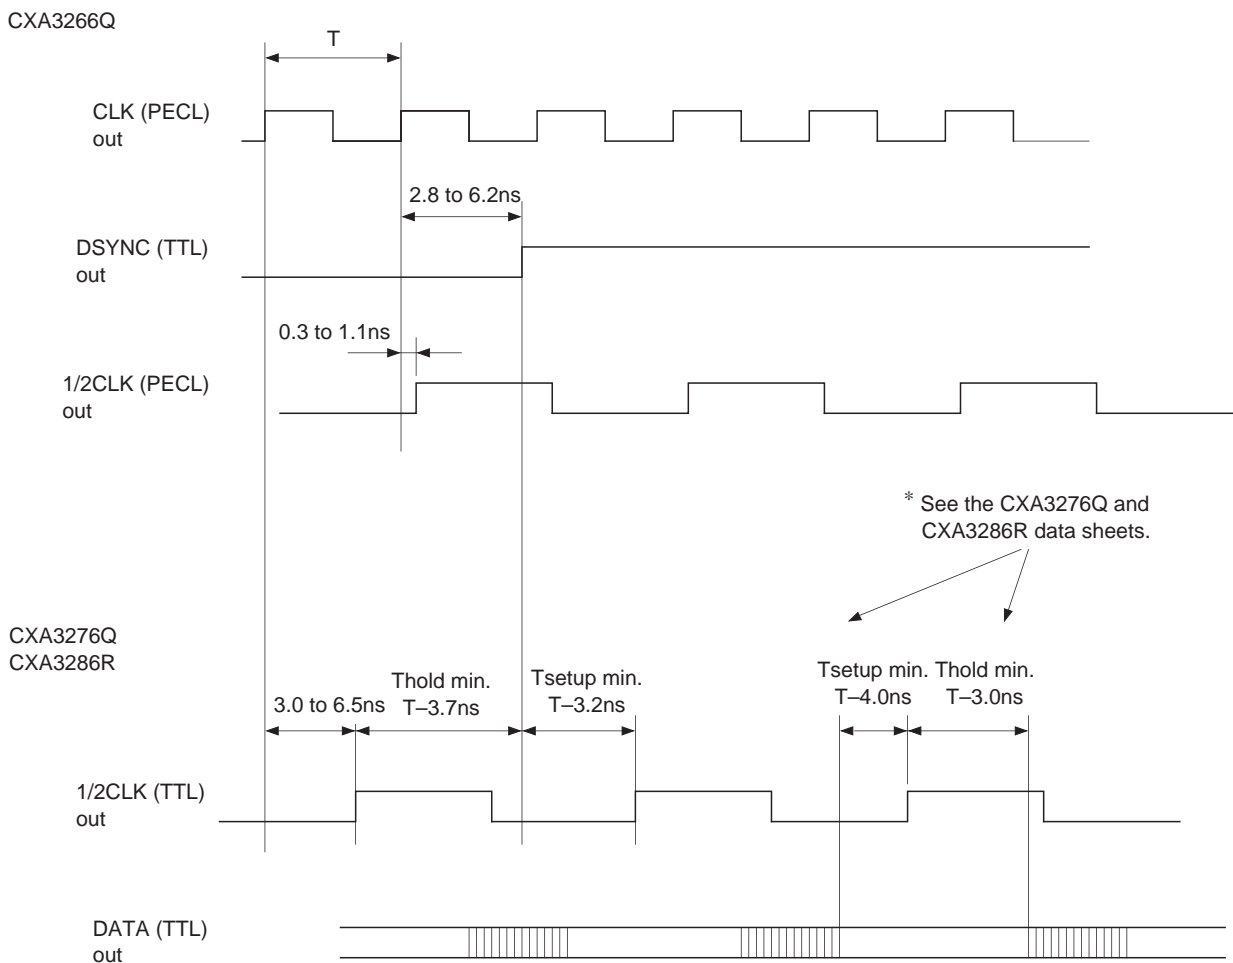 CXA3266Q
T
CLK (PECL)
out
2.8 to 6.2ns
DSYNC (TTL)
out
0.3 to 1.1ns
1/2CLK (PECL)
out
* See the CXA3276Q and
CXA3286R data sheets.
CXA3276Q
CXA3286R
3.0 to 6.5ns
Thold min.
T–3.7ns
Tsetup min.
T–3.2ns
Tsetup min.
T–4.0ns
Thold min.
T–3.0ns
1/2CLK (TTL)
out
DATA (TTL)
out